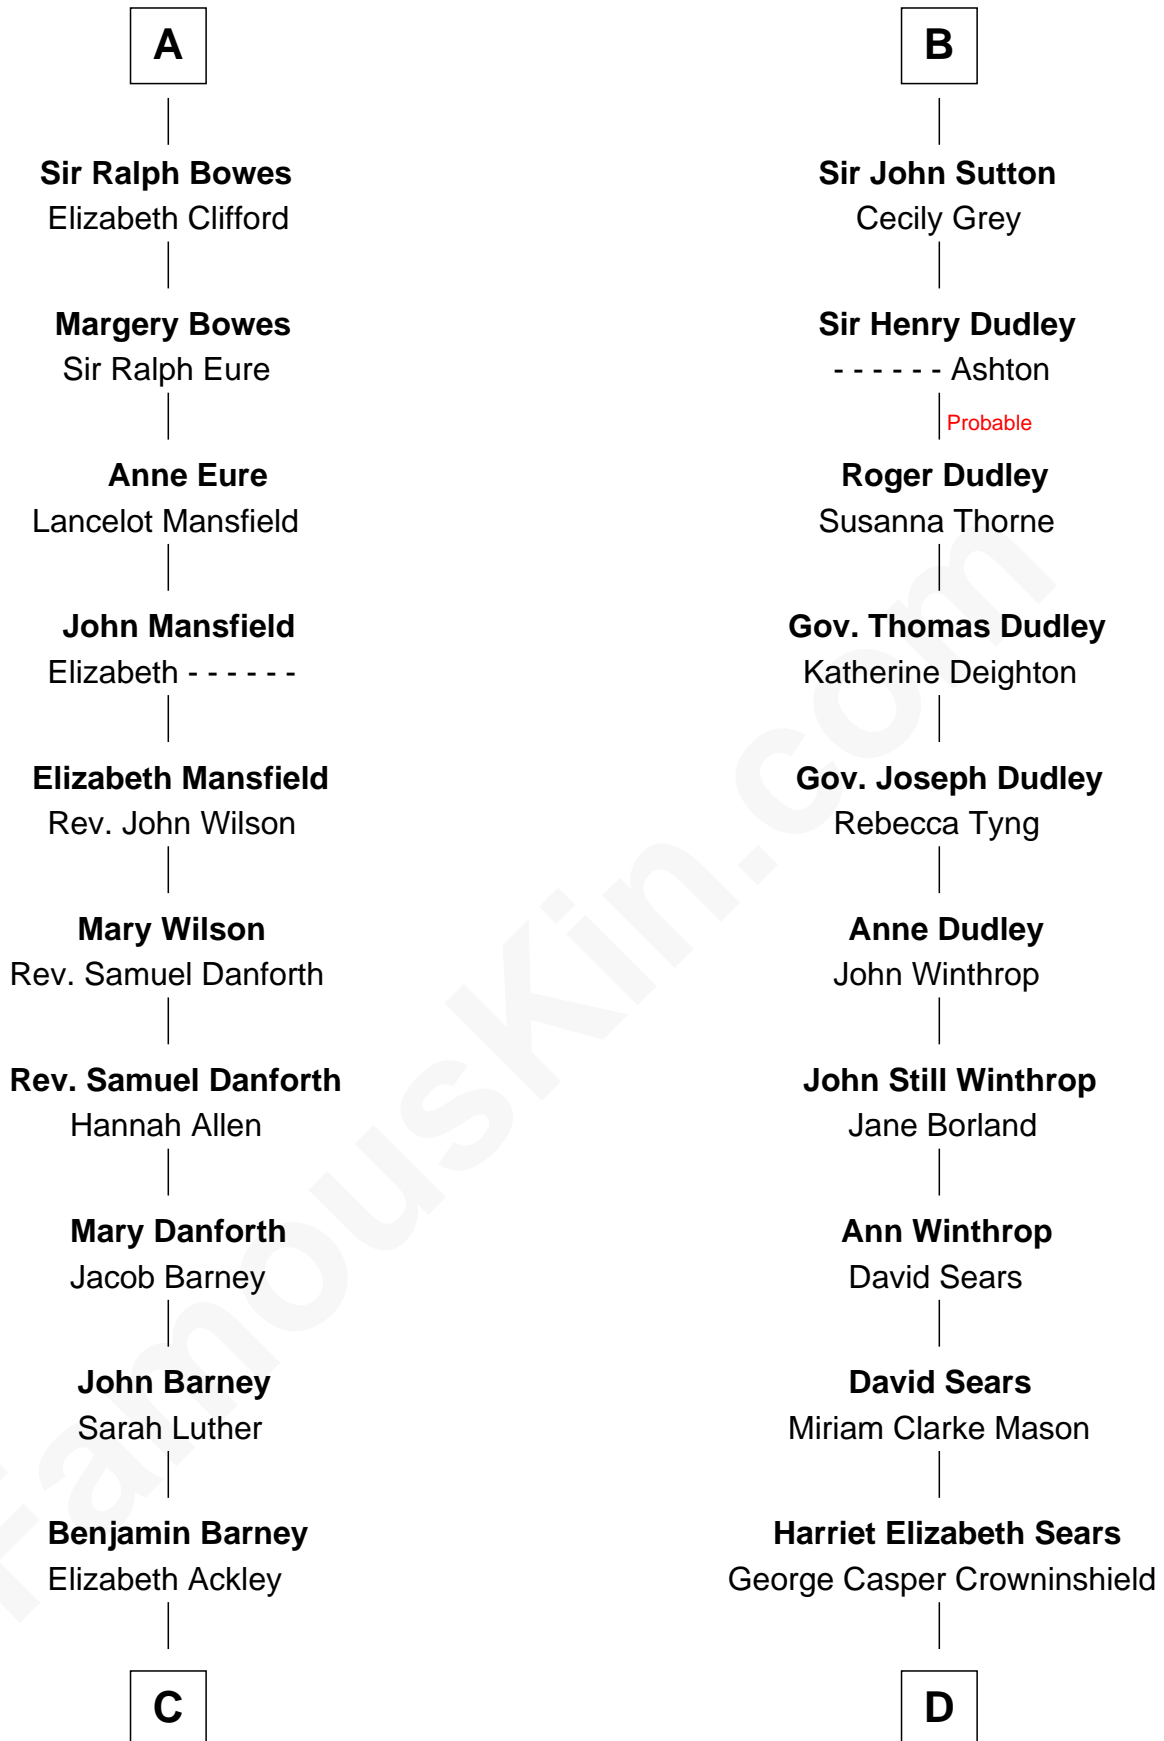 A
Sir Ralph Bowes
Elizabeth Clifford
Margery Bowes
Sir Ralph Eure
Anne Eure
Lancelot Mansfield
John Mansfield
Elizabeth - - - - - -
Elizabeth Mansfield
Rev. John Wilson
Mary Wilson
Rev. Samuel Danforth
Rev. Samuel Danforth
Hannah Allen
Mary Danforth
Jacob Barney
John Barney
Sarah Luther
Benjamin Barney
Elizabeth Ackley
C
B
Sir John Sutton
Cecily Grey
Sir Henry Dudley
- - - - - - Ashton
Probable
Roger Dudley
Susanna Thorne
Gov. Thomas Dudley
Katherine Deighton
Gov. Joseph Dudley
Rebecca Tyng
Anne Dudley
John Winthrop
John Still Winthrop
Jane Borland
Ann Winthrop
David Sears
David Sears
Miriam Clarke Mason
Harriet Elizabeth Sears
George Casper Crowninshield
D
FamousKin.com